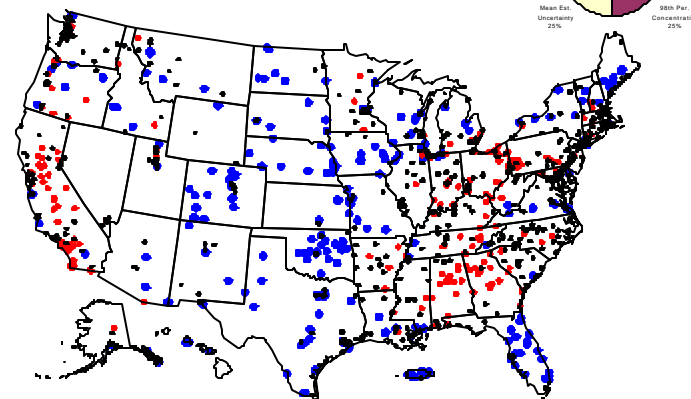 Mean Est.
Uncertainty
25%
98th Per.
Concentrati
25%